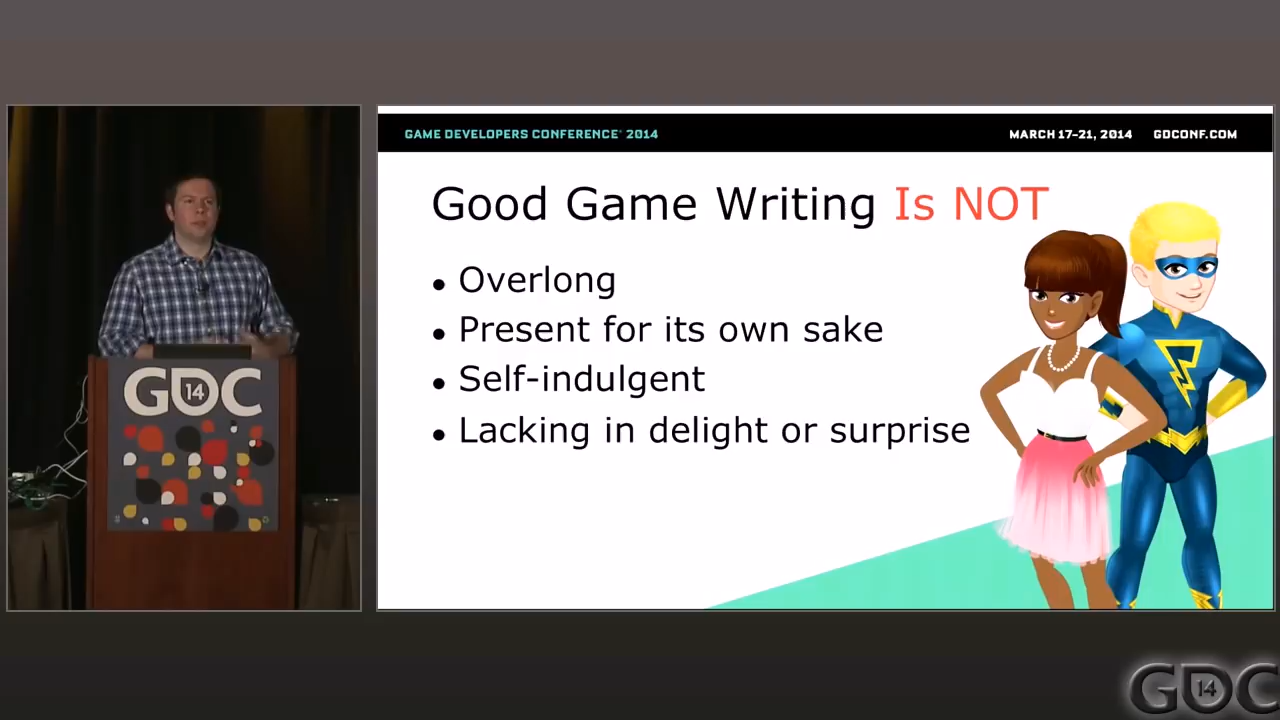 GAME DEVELOPERS CONFERENCE® 2014
MARCH 17–21, 2014 GDCONF.COM
Good Game Writing Is NOT
• Overlong
• Present for its own sake
• Self-indulgent
• Lacking in delight or surprise
GDC 14
GDC 14